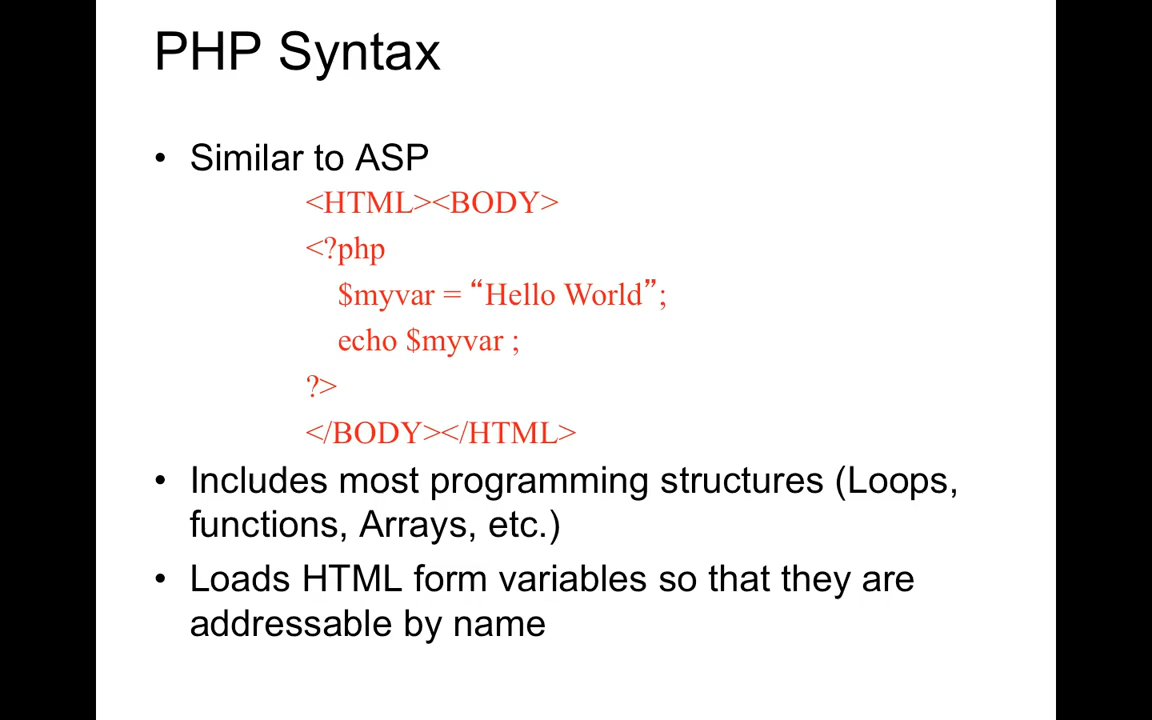 PHP Syntax
• Similar to ASP
<HTML><BODY>
<?php
$myvar = “Hello World”;
echo $myvar ;
?>
</BODY></HTML>
• Includes most programming structures (Loops,
functions, Arrays, etc.)
• Loads HTML form variables so that they are
addressable by name